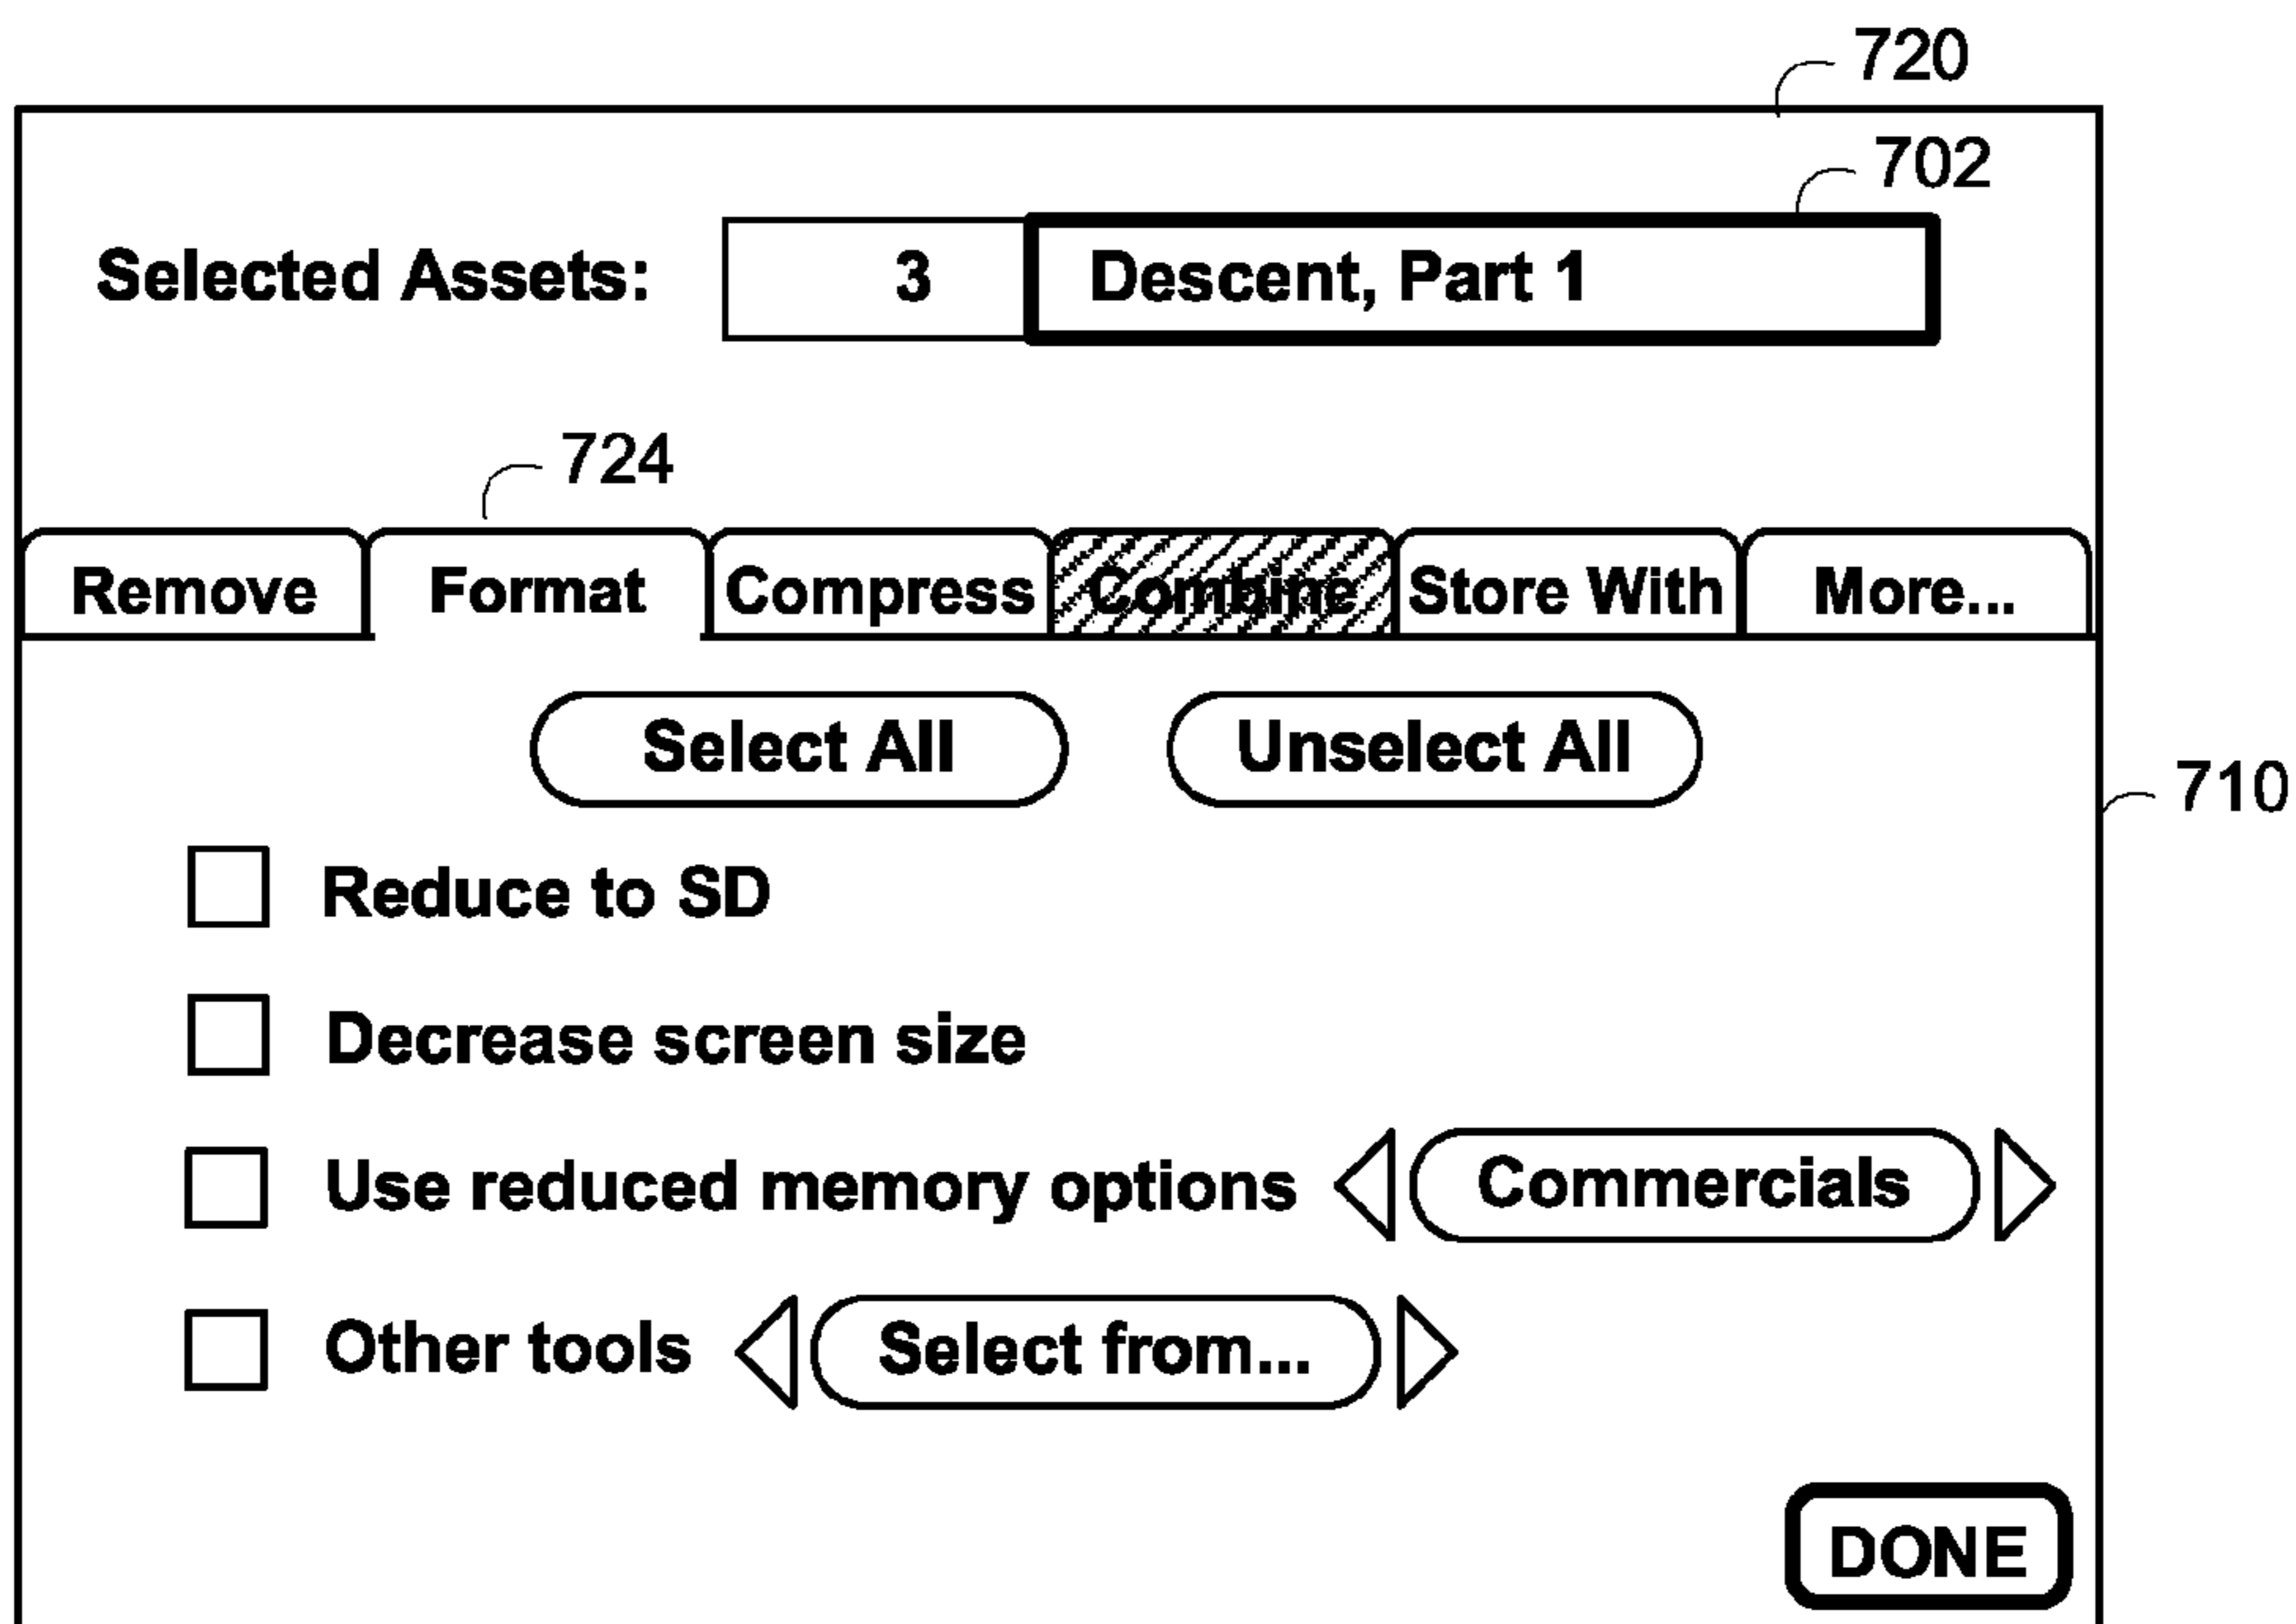 720
702
Selected Assets: 3 Descent, Part 1
724
Remove Format Compress Combine Store With More...
Select All Unselect All
710
Reduce to SD
Decrease screen size
Use reduced memory options Commercials
Other tools Select from...
DONE